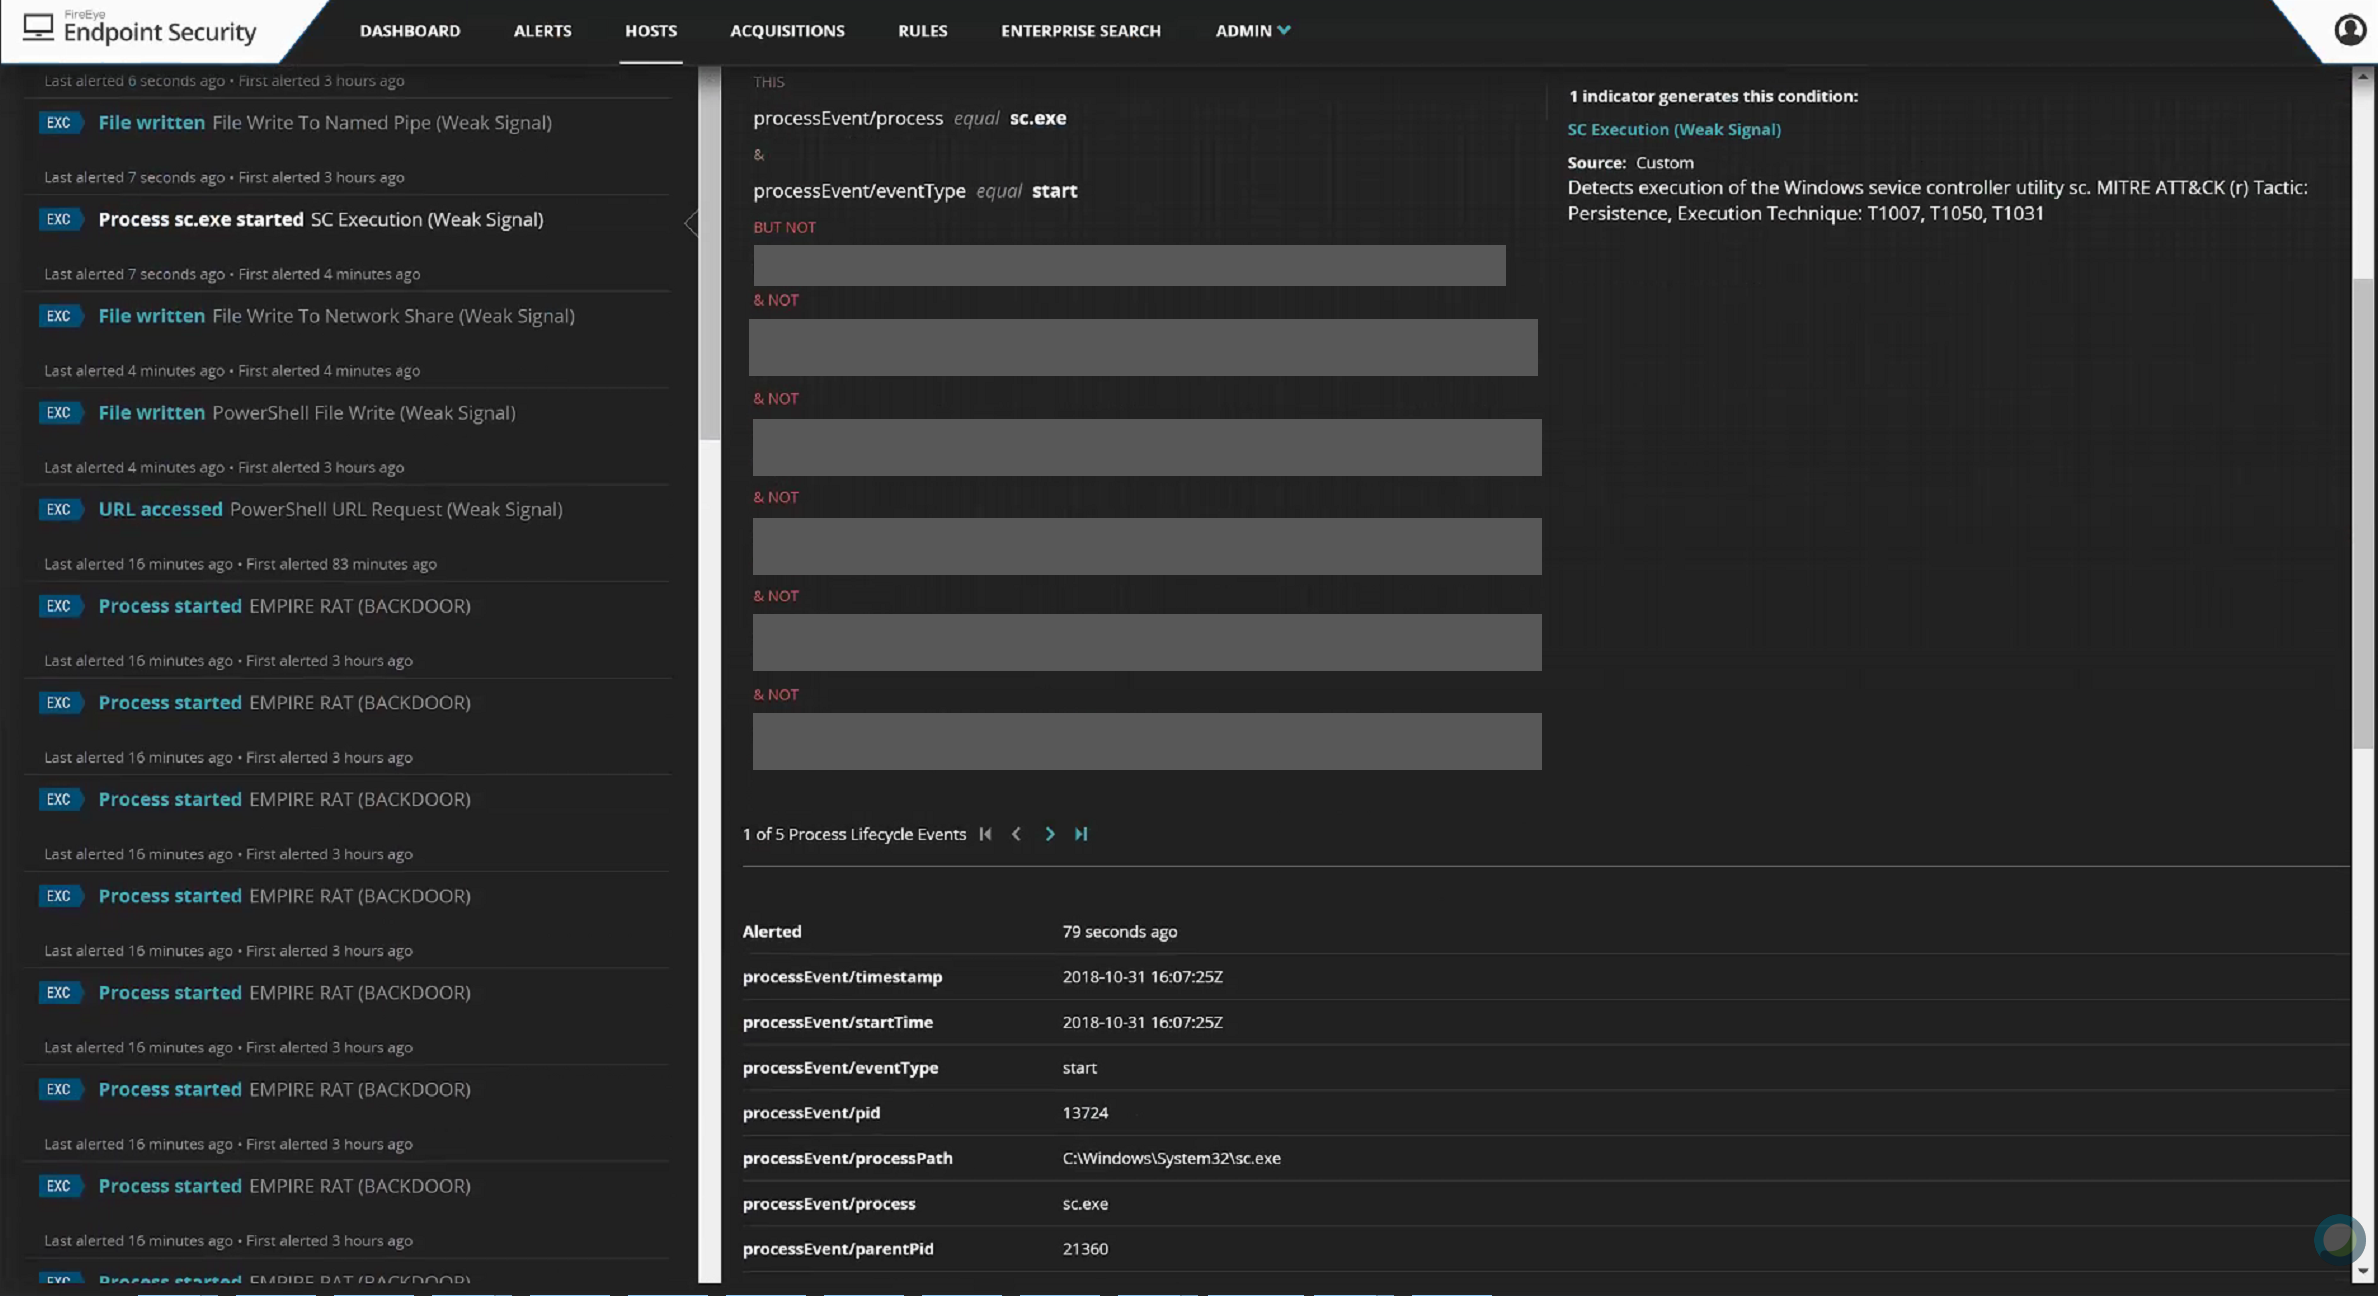 FireEye
Endpoint Security
DASHBOARD
ALERTS
HOSTS
ACQUISITIONS
RULES
ENTERPRISE SEARCH
ADMIN
Last alerted 6 seconds ago • First alerted 3 hours ago
EXC File written File Write To Named Pipe (Weak Signal)
Last alerted 7 seconds ago • First alerted 3 hours ago
EXC Process sc.exe started SC Execution (Weak Signal)
Last alerted 7 seconds ago • First alerted 4 minutes ago
EXC File written File Write To Network Share (Weak Signal)
Last alerted 4 minutes ago • First alerted 4 minutes ago
EXC File written PowerShell File Write (Weak Signal)
Last alerted 4 minutes ago • First alerted 3 hours ago
EXC URL accessed PowerShell URL Request (Weak Signal)
Last alerted 16 minutes ago • First alerted 83 minutes ago
EXC Process started EMPIRE RAT (BACKDOOR)
Last alerted 16 minutes ago • First alerted 3 hours ago
EXC Process started EMPIRE RAT (BACKDOOR)
Last alerted 16 minutes ago • First alerted 3 hours ago
EXC Process started EMPIRE RAT (BACKDOOR)
Last alerted 16 minutes ago • First alerted 3 hours ago
EXC Process started EMPIRE RAT (BACKDOOR)
Last alerted 16 minutes ago • First alerted 3 hours ago
EXC Process started EMPIRE RAT (BACKDOOR)
Last alerted 16 minutes ago • First alerted 3 hours ago
EXC Process started EMPIRE RAT (BACKDOOR)
Last alerted 16 minutes ago • First alerted 3 hours ago
EXC Process started EMPIRE RAT (BACKDOOR)
Last alerted 16 minutes ago • First alerted 3 hours ago
EXC Process started EMPIRE RAT (BACKDOOR)
THIS
processEvent/process equal sc.exe
&
processEvent/eventType equal start
BUT NOT
& NOT
& NOT
& NOT
& NOT
& NOT
1 indicator generates this condition:
SC Execution (Weak Signal)
Source: Custom
Detects execution of the Windows sevice controller utility sc. MITRE ATT&CK (r) Tactic:
Persistence, Execution Technique: T1007, T1050, T1031
1 of 5 Process Lifecycle Events
Alerted 79 seconds ago
processEvent/timestamp 2018-10-31 16:07:25Z
processEvent/startTime 2018-10-31 16:07:25Z
processEvent/eventType start
processEvent/pid 13724
processEvent/processPath C:\Windows\System32\sc.exe
processEvent/process sc.exe
processEvent/parentPid 21360